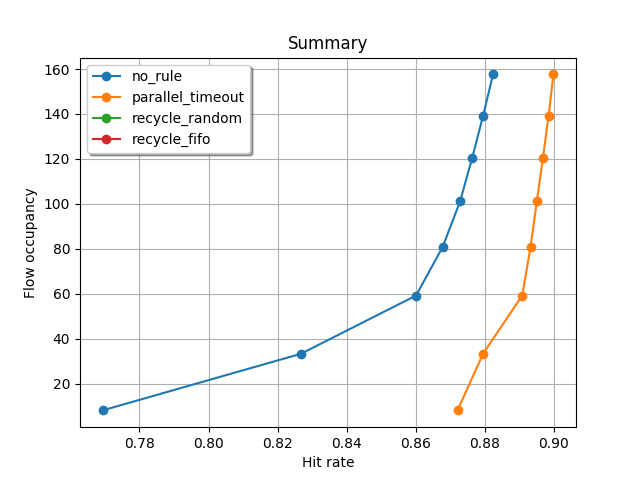 Summary
no_rule
parallel_timeout
recycle_random
recycle_fifo
Flow occupancy
160
140
120
100
80
60
40
20
0.78 0.80 0.82 0.84 0.86 0.88 0.90
Hit rate